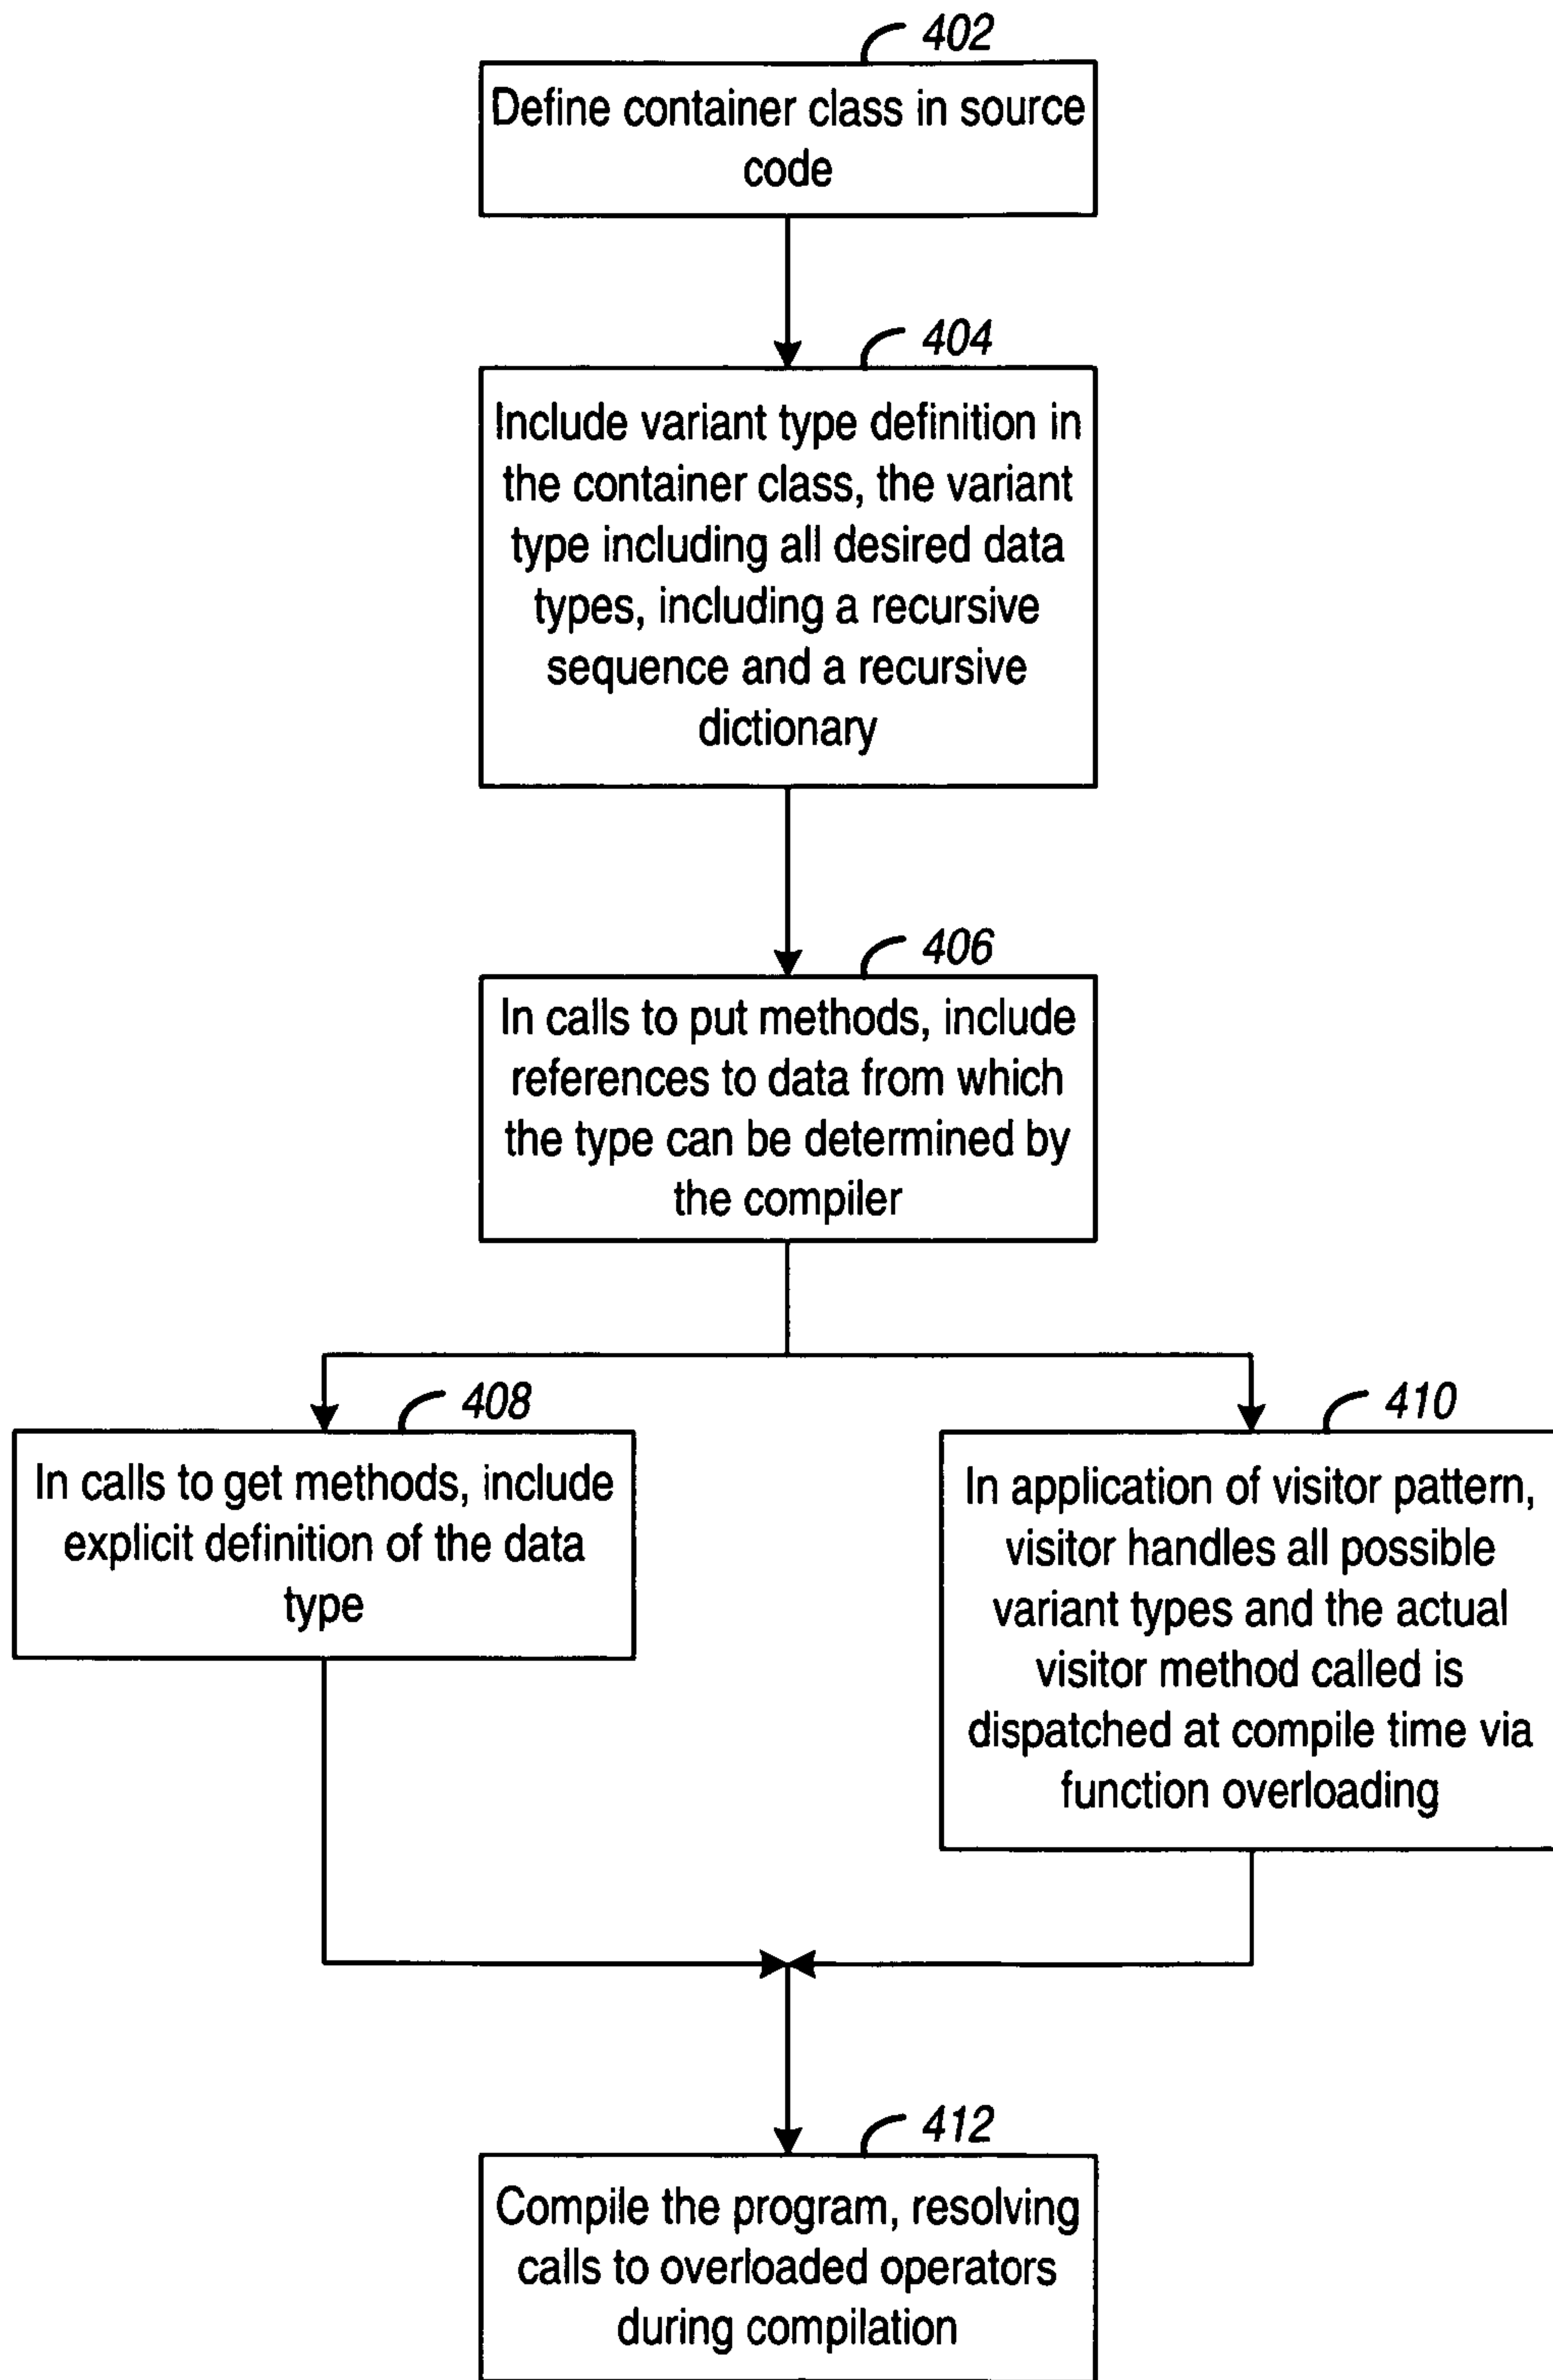 402
Define container class in source
code
404
Include variant type definition in
the container class, the variant
type including all desired data
types, including a recursive
sequence and a recursive
dictionary
406
In calls to put methods, include
references to data from which
the type can be determined by
the compiler
408
In calls to get methods, include
explicit definition of the data
type
410
In application of visitor pattern,
visitor handles all possible
variant types and the actual
visitor method called is
dispatched at compile time via
function overloading
412
Compile the program, resolving
calls to overloaded operators
during compilation